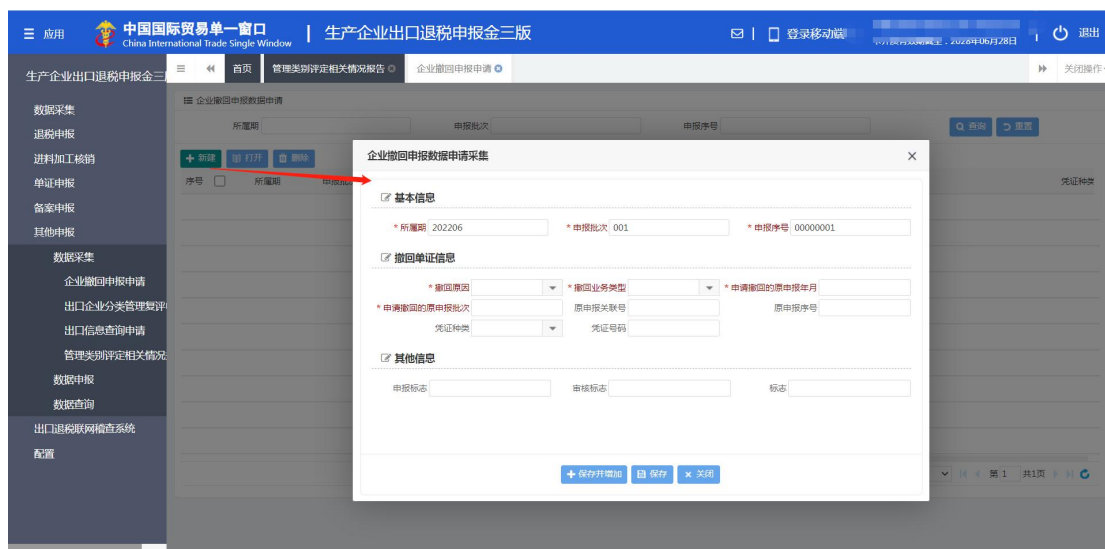 应用 中国国际贸易单一窗口 生产企业出口退税申报金三版 登录移动端 退出
China International Trade Single Window
：2028年06月28日
生产企业出口退税申报金三
首页 管理类别评定相关情况报告 企业撤回申报申请 关闭操作
数据采集
退税申报
进料加工核销
单证申报
备案申报
其他申报
数据采集
企业撤回申报申请
出口企业分类管理复评
出口信息查询申请
管理类别评定相关情况
数据申报
数据查询
出口退税联网稽查系统
配置
企业撤回申报数据申请
所属期 申报批次 申报序号 查询 重置
新建 打开 删除
序号 所属期 申报批 凭证种类
企业撤回申报数据申请采集
基本信息
* 所属期 202206 * 申报批次 001 * 申报序号 00000001
撤回单证信息
* 撤回原因 * 撤回业务类型 * 申请撤回的原申报年月
* 申请撤回的原申报批次 原申报关联号 原申报序号
凭证种类 凭证号码
其他信息
申报标志 审核标志 标志
保存并增加 保存 关闭
第 1 共1页